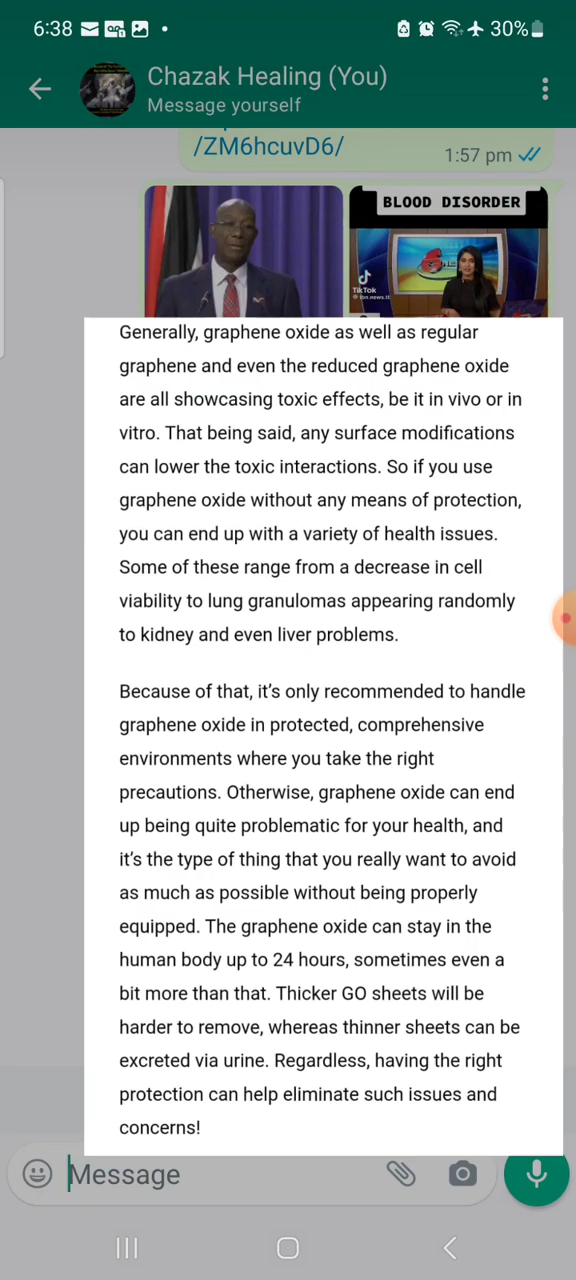 6:38
30%
Chazak Healing (You)
Message yourself
/ZM6hcuvD6/
1:57 pm
BLOOD DISORDER
TikTok
Generally, graphene oxide as well as regular
graphene and even the reduced graphene oxide
are all showcasing toxic effects, be it in vivo or in
vitro. That being said, any surface modifications
can lower the toxic interactions. So if you use
graphene oxide without any means of protection,
you can end up with a variety of health issues.
Some of these range from a decrease in cell
viability to lung granulomas appearing randomly
to kidney and even liver problems.
Because of that, it’s only recommended to handle
graphene oxide in protected, comprehensive
environments where you take the right
precautions. Otherwise, graphene oxide can end
up being quite problematic for your health, and
it’s the type of thing that you really want to avoid
as much as possible without being properly
equipped. The graphene oxide can stay in the
human body up to 24 hours, sometimes even a
bit more than that. Thicker GO sheets will be
harder to remove, whereas thinner sheets can be
excreted via urine. Regardless, having the right
protection can help eliminate such issues and
concerns!
Message